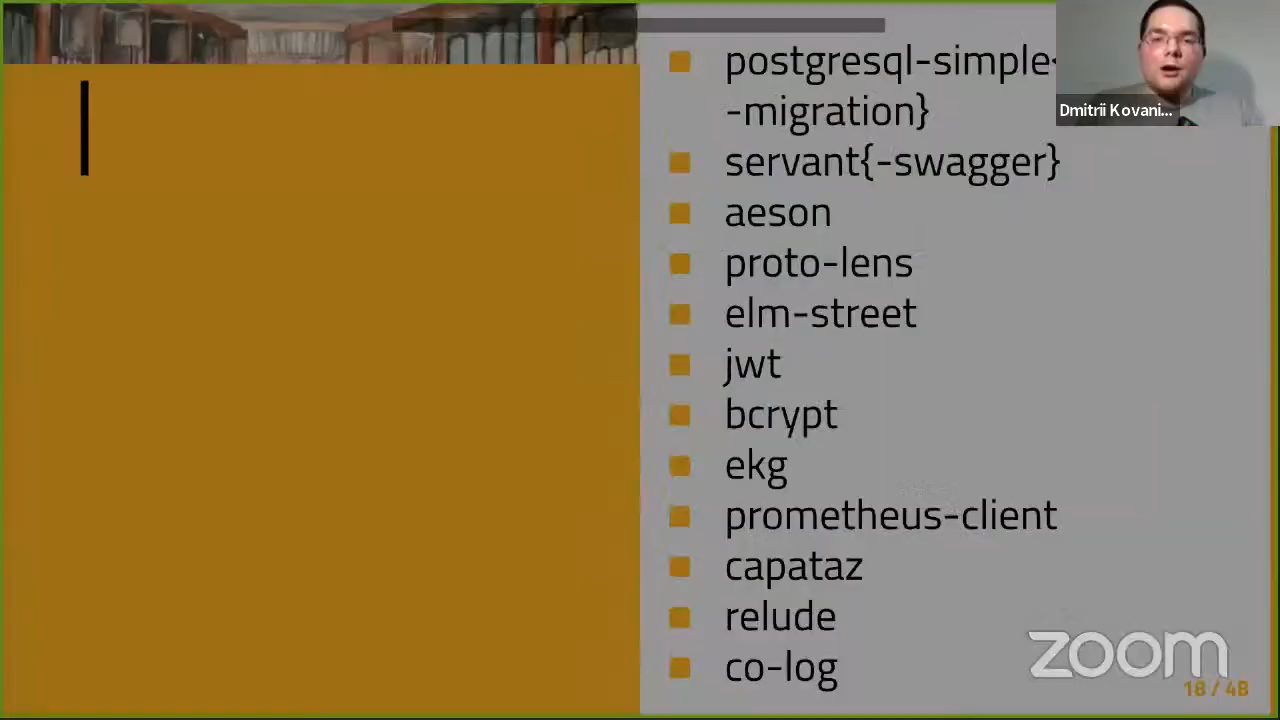 postgresql-simple
-migration}
servant{-swagger}
aeson
proto-lens
elm-street
jwt
bcrypt
ekg
prometheus-client
capataz
relude
co-log
Dmitrii Kovani...
zoom
18 / 48